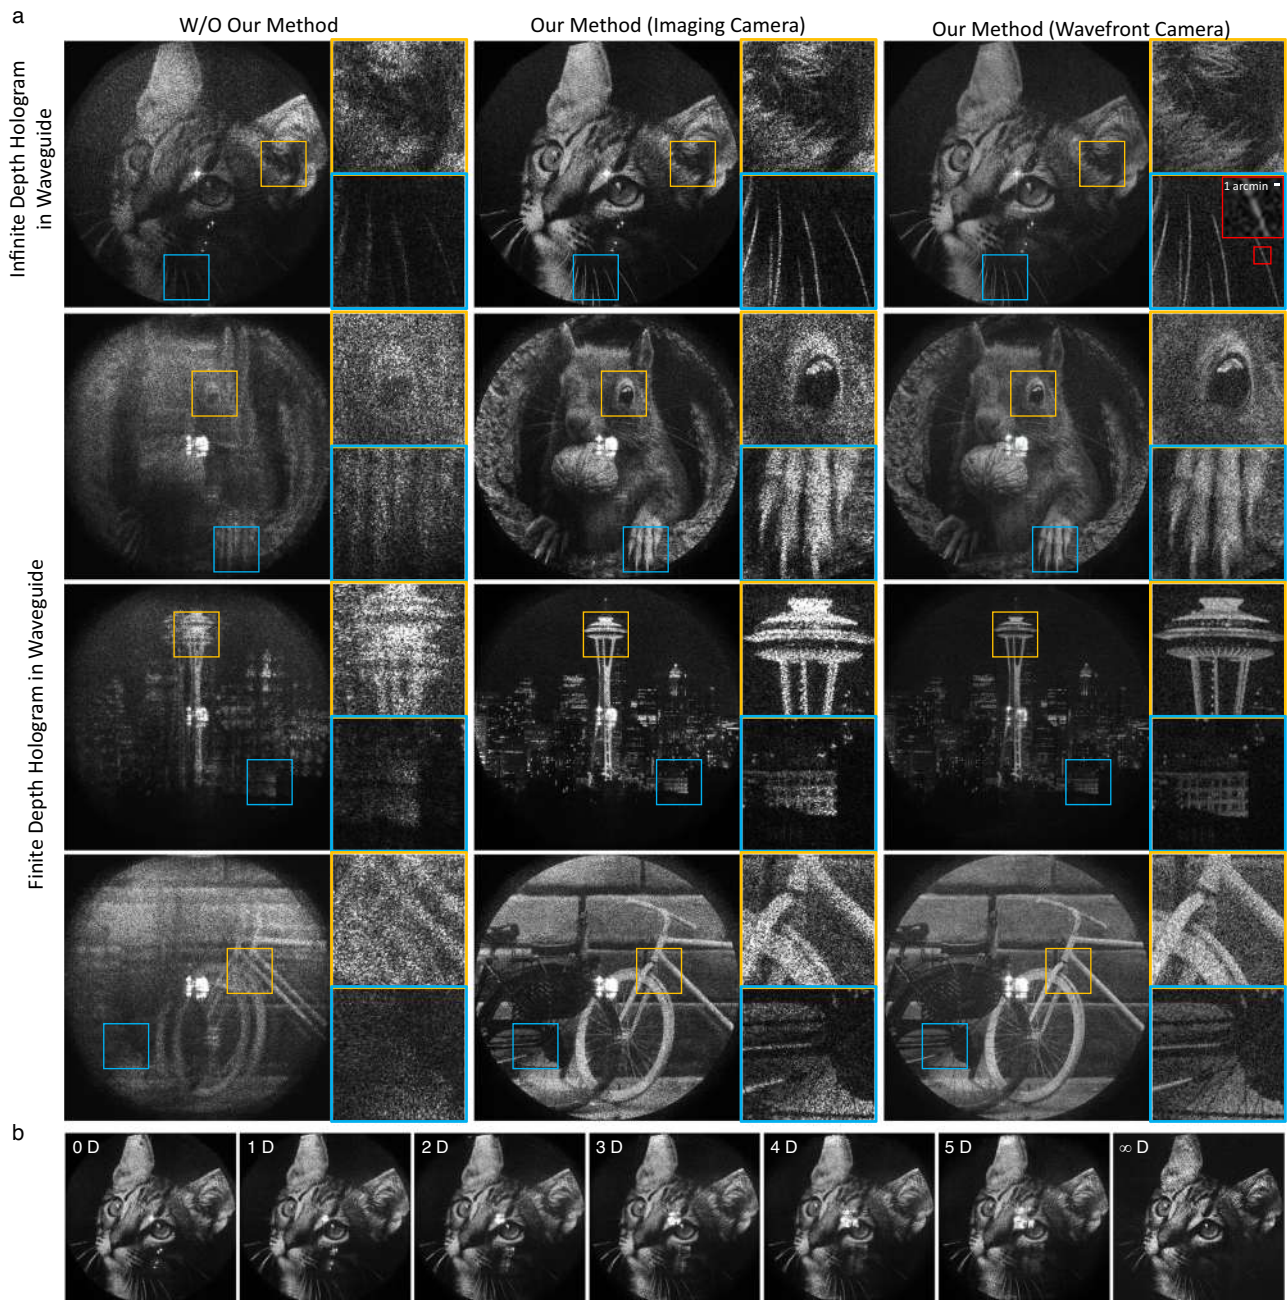 a
W/O Our Method
Our Method (Imaging Camera)
Our Method (Wavefront Camera)
Infinite Depth Hologram
in Waveguide
1 arcmin
Finite Depth Hologram in Waveguide
b
0 D
1 D
2 D
3 D
4 D
5 D
∞ D